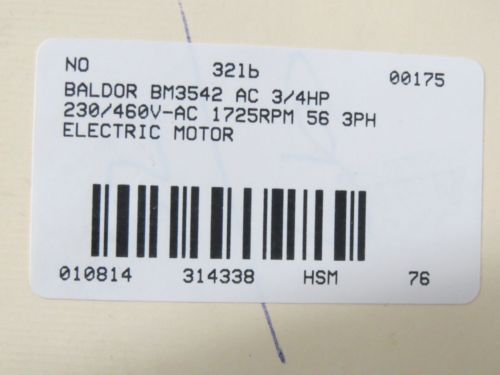 NO 32lb 00175
BALDOR BM3542 AC 3/4HP
230/460V-AC 1725RPM 56 3PH
ELECTRIC MOTOR
010814 314338 HSM 76